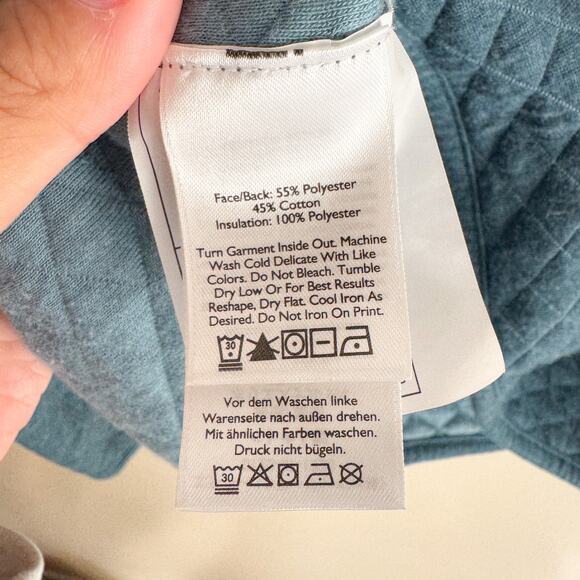 Face/Back: 55% Polyester
45% Cotton
Insulation: 100% Polyester
Turn Garment Inside Out. Machine
Wash Cold Delicate With Like
Colors. Do Not Bleach. Tumble
Dry Low Or For Best Results
Reshape, Dry Flat. Cool Iron As
Desired. Do Not Iron On Print.
30
Vor dem Waschen linke
Warenseite nach außen drehen.
Mit ähnlichen Farben waschen.
Druck nicht bügeln.
30